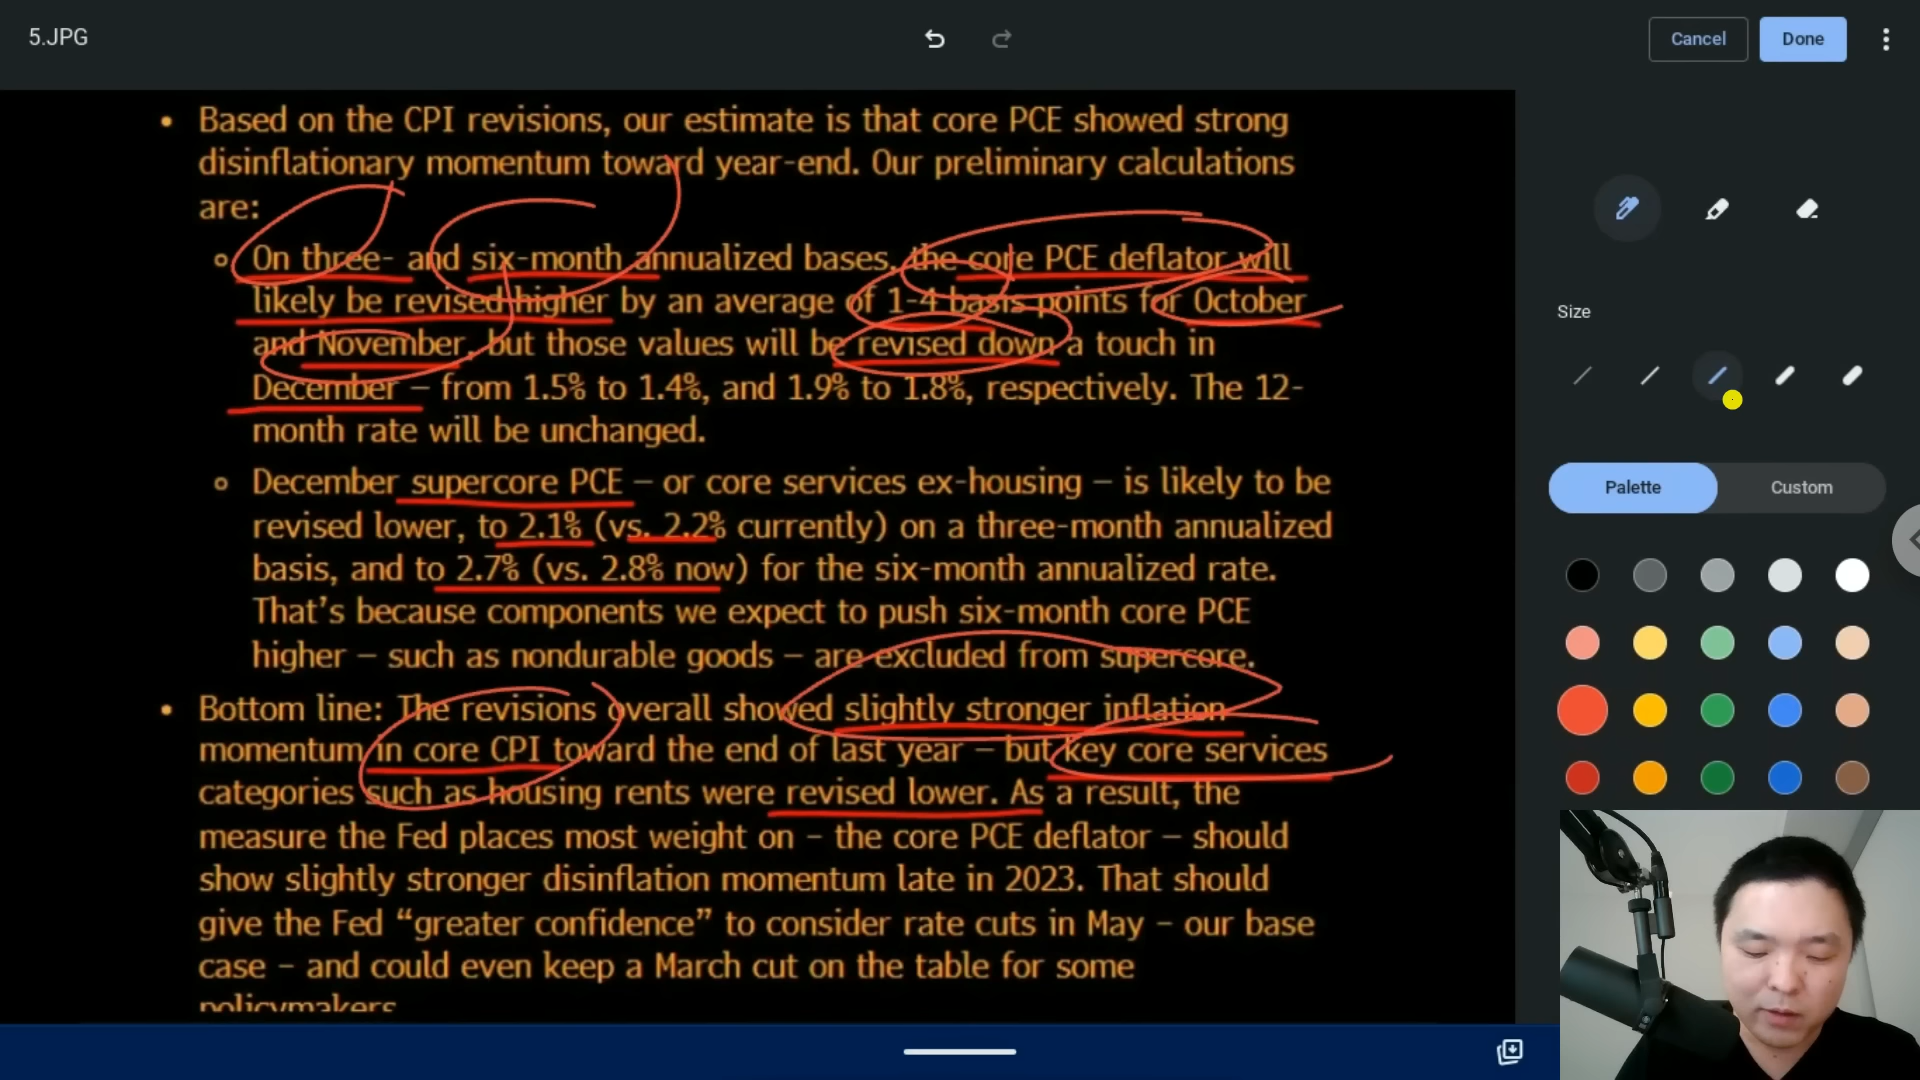 5.JPG
Cancel
Done
Based on the CPI revisions, our estimate is that core PCE showed strong
disinflationary momentum toward year-end. Our preliminary calculations
are:
On three- and six-month annualized bases, the core PCE deflator will
likely be revised higher by an average of 1-4 basis points for October
and November, but those values will be revised down a touch in
December – from 1.5% to 1.4%, and 1.9% to 1.8%, respectively. The 12-
month rate will be unchanged.
December supercore PCE – or core services ex-housing – is likely to be
revised lower, to 2.1% (vs. 2.2% currently) on a three-month annualized
basis, and to 2.7% (vs. 2.8% now) for the six-month annualized rate.
That’s because components we expect to push six-month core PCE
higher – such as nondurable goods – are excluded from supercore.
Bottom line: The revisions overall showed slightly stronger inflation
momentum in core CPI toward the end of last year – but key core services
categories such as housing rents were revised lower. As a result, the
measure the Fed places most weight on – the core PCE deflator – should
show slightly stronger disinflation momentum late in 2023. That should
give the Fed “greater confidence” to consider rate cuts in May – our base
case – and could even keep a March cut on the table for some
policymakers
Size
Palette
Custom